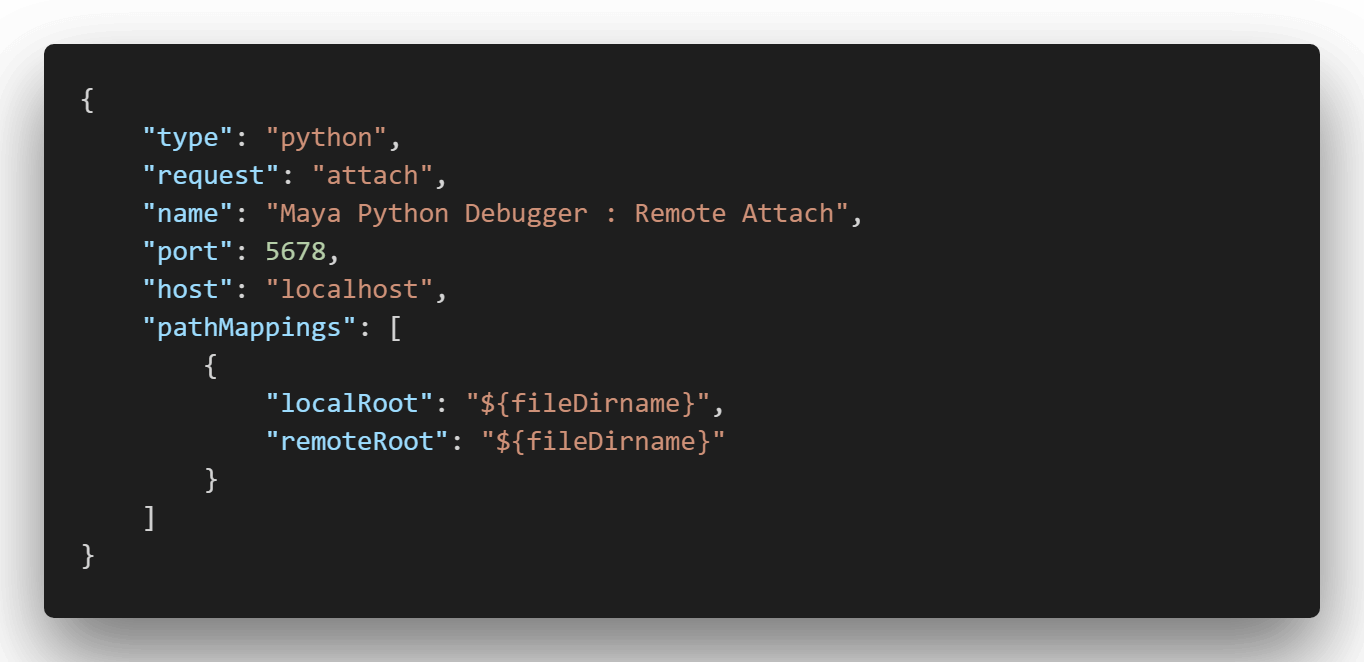 {
    "type": "python",
    "request": "attach",
    "name": "Maya Python Debugger : Remote Attach",
    "port": 5678,
    "host": "localhost",
    "pathMappings": [
        {
            "localRoot": "${fileDirname}",
            "remoteRoot": "${fileDirname}"
        }
    ]
}